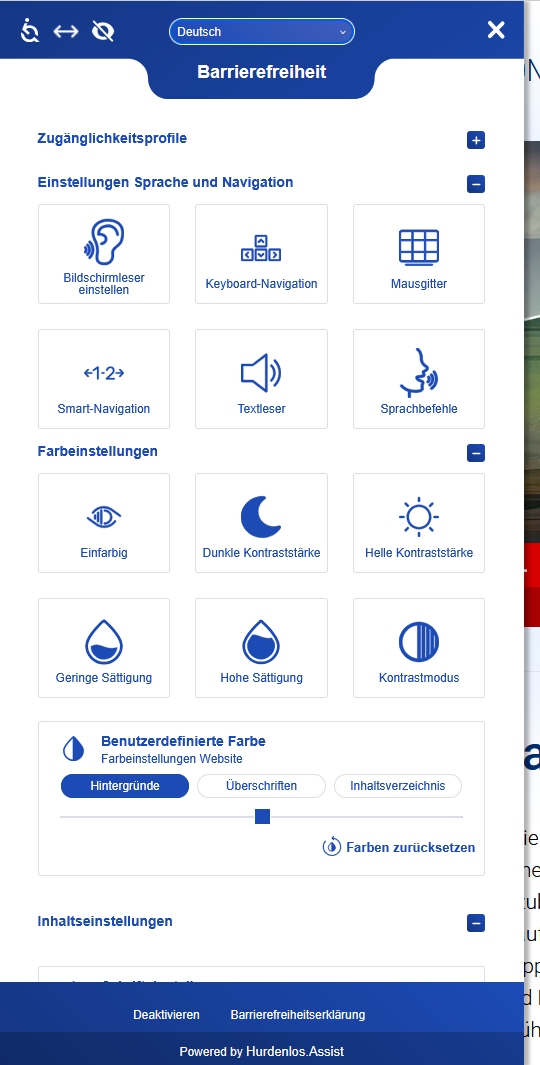 Deutsch
Barrierefreiheit
Zugänglichkeitsprofile
Einstellungen Sprache und Navigation
Bildschirmleser
einstellen
Keyboard-Navigation
Mausgitter
←1-2→
Smart-Navigation
Textleser
Sprachbefehle
Farbeinstellungen
Einfarbig
Dunkle Kontraststärke
Helle Kontraststärke
Geringe Sättigung
Hohe Sättigung
Kontrastmodus
Benutzerdefinierte Farbe
Farbeinstellungen Website
Hintergründe
Überschriften
Inhaltsverzeichnis
Farben zurücksetzen
Inhaltseinstellungen
Deaktivieren
Barrierefreiheitserklärung
Powered by Hurdenlos.Assist